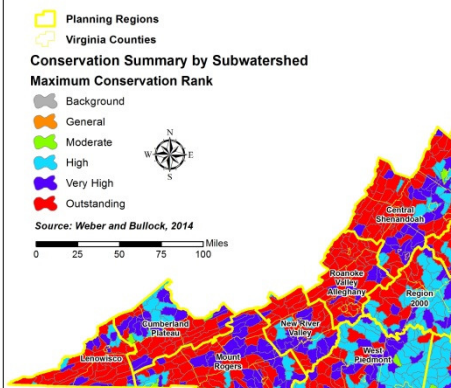 Planning Regions
Virginia Counties
Conservation Summary by Subwatershed
Maximum Conservation Rank
Background
General
Moderate
High
Very High
Outstanding
N
W E
S
Source: Weber and Bullock, 2014
Miles
0 25 50 75 100
Central
Shenandoah
Roanoke
Valley
Alleghany
Region
2000
Cumberland
Plateau
New River
Valley
Lenowisco
Mount
Rogers
West
Piedmont